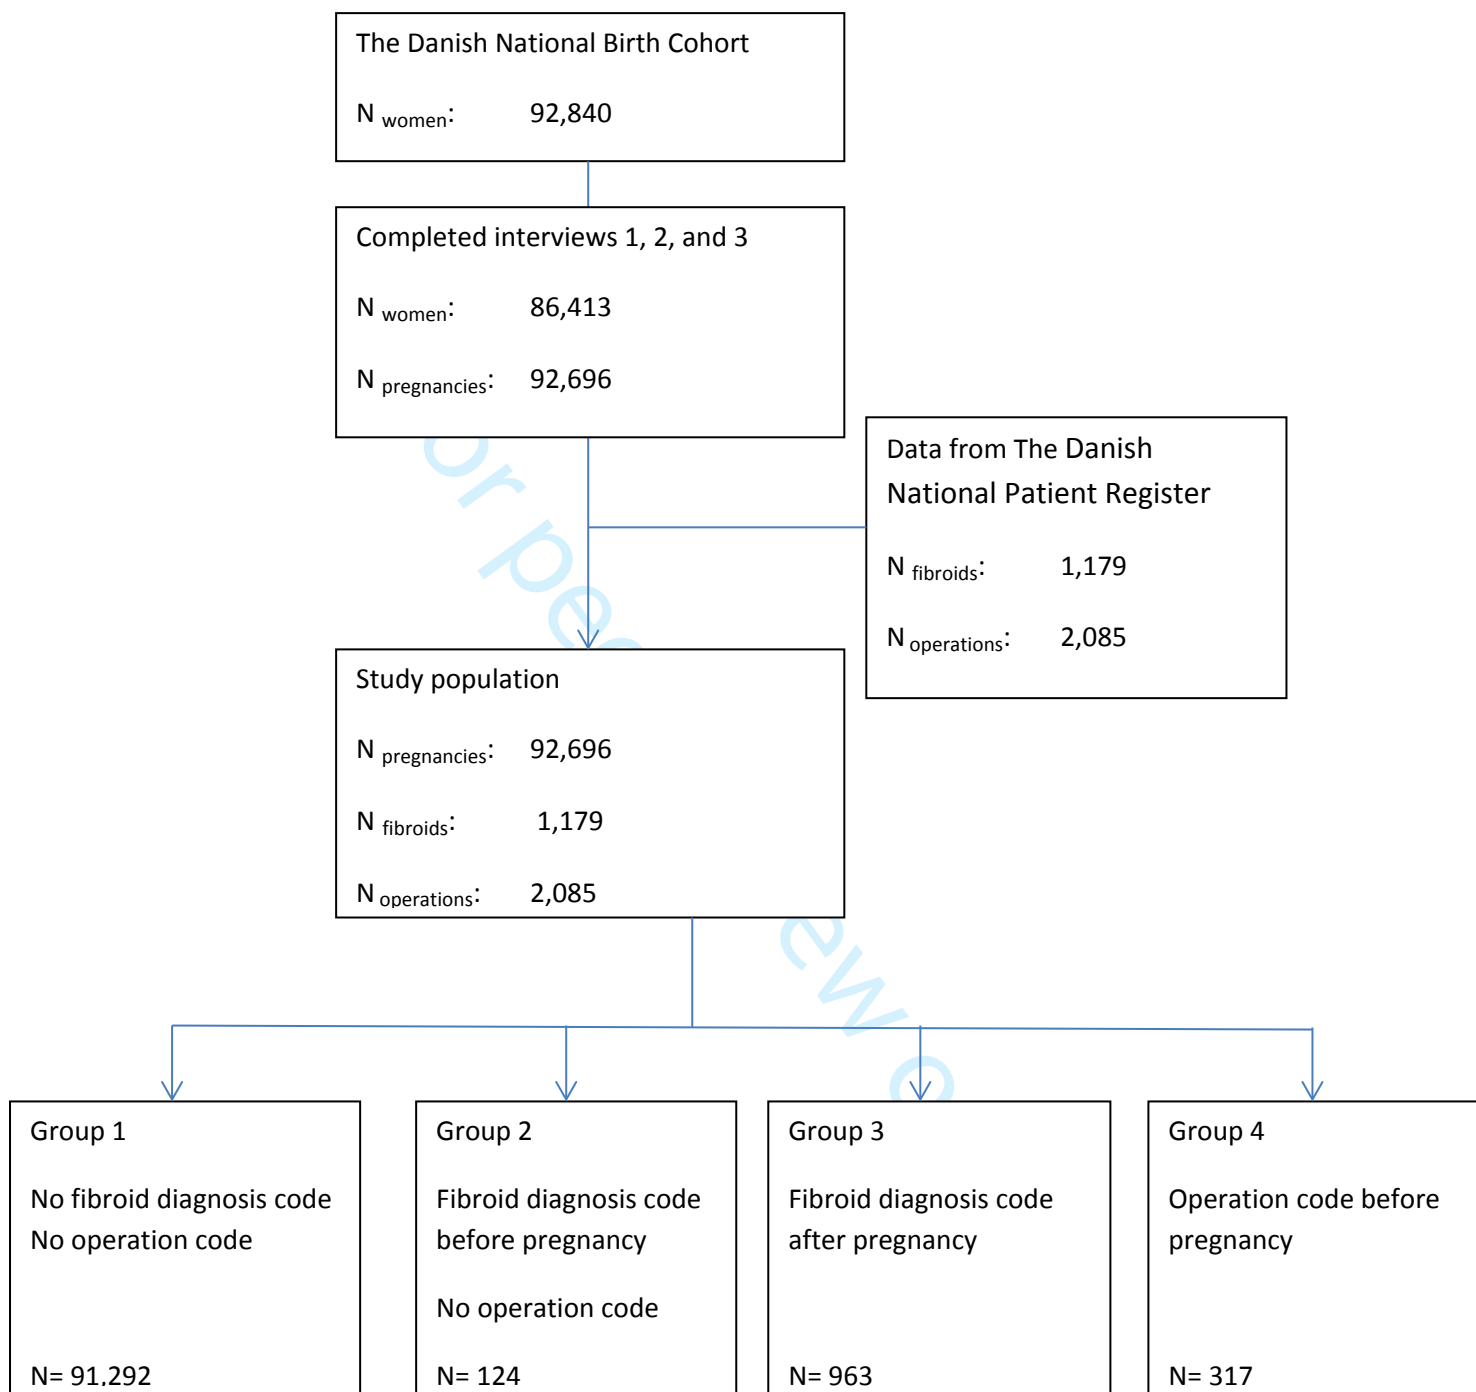 The Danish National Birth Cohort
N women: 92,840
Completed interviews 1, 2, and 3
N women: 86,413
N pregnancies: 92,696
Data from The Danish
National Patient Register
N fibroids: 1,179
N operations: 2,085
Study population
N pregnancies: 92,696
N fibroids: 1,179
N operations: 2,085
Group 1
No fibroid diagnosis code
No operation code
N= 91,292
Group 2
Fibroid diagnosis code
before pregnancy
No operation code
N= 124
Group 3
Fibroid diagnosis code
after pregnancy
N= 963
Group 4
Operation code before
pregnancy
N= 317